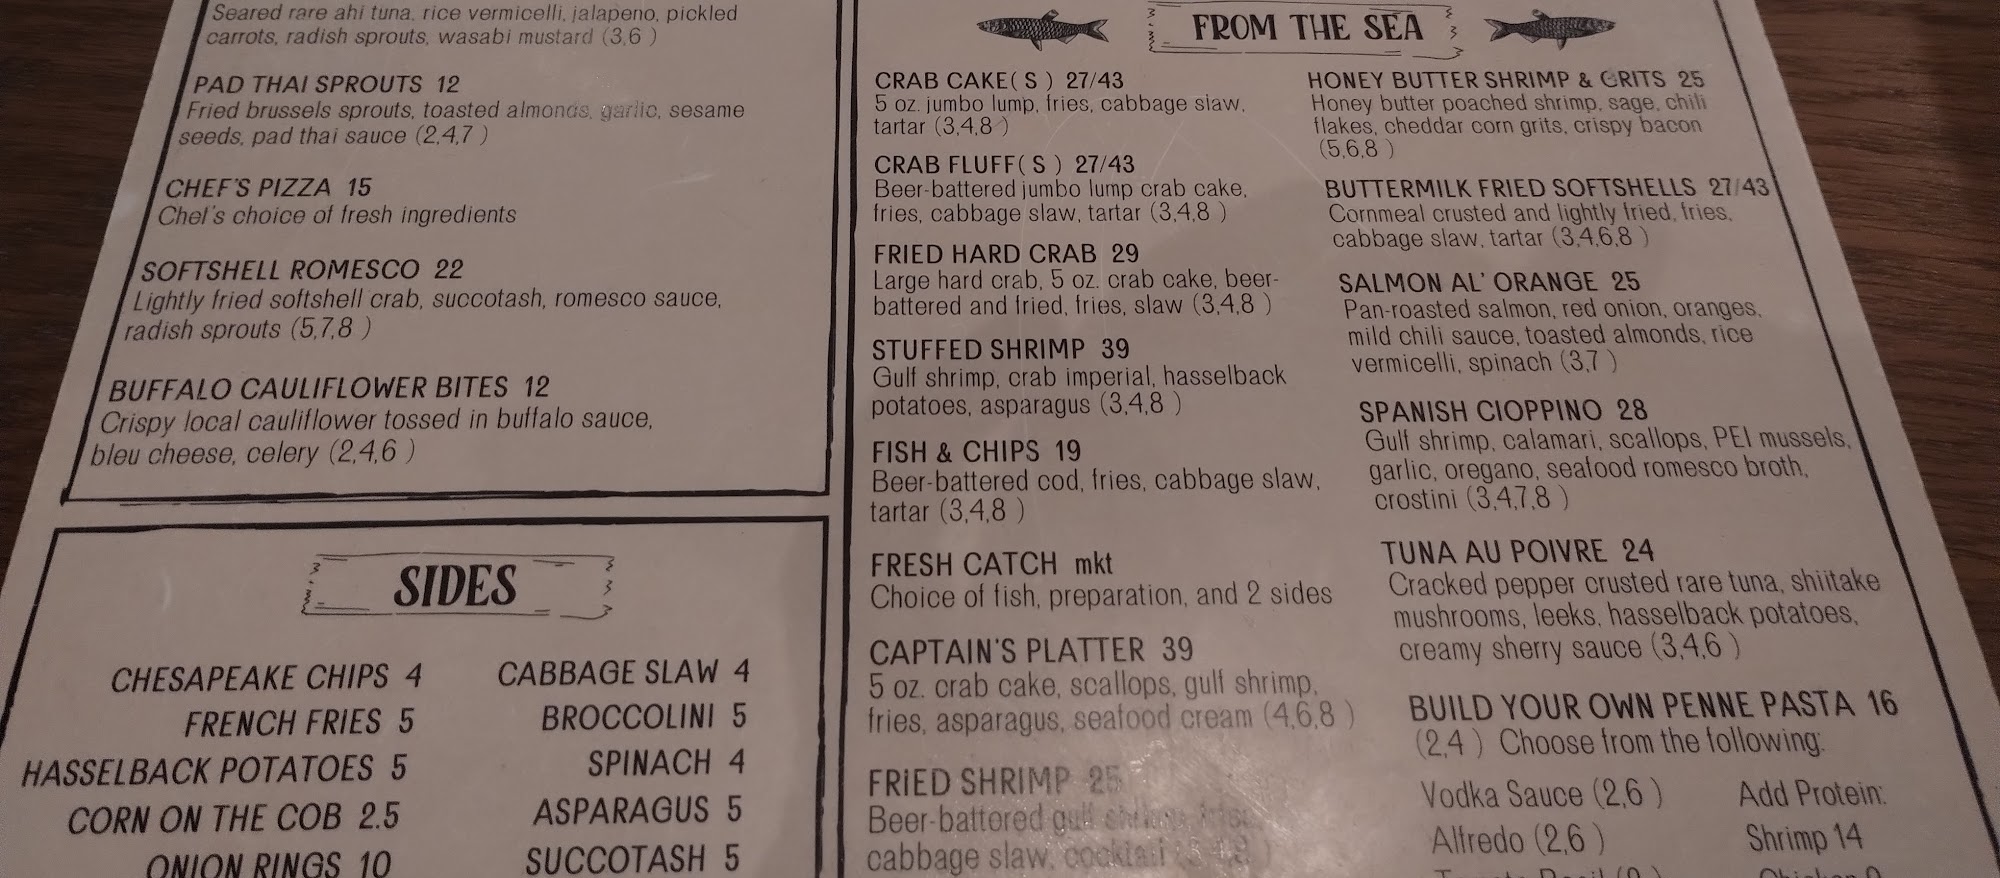 Seared rare ahi tuna, rice vermicelli, jalapeno, pickled
carrots, radish sprouts, wasabi mustard (3,6 )
PAD THAI SPROUTS 12
Fried brussels sprouts, toasted almonds, garlic, sesame
seeds, pad thai sauce (2,4,7 )
CHEF'S PIZZA 15
Chef's choice of fresh ingredients
SOFTSHELL ROMESCO 22
Lightly fried softshell crab, succotash, romesco sauce,
radish sprouts (5,7,8 )
BUFFALO CAULIFLOWER BITES 12
Crispy local cauliflower tossed in buffalo sauce,
bleu cheese, celery (2,4,6 )
SIDES
CHESAPEAKE CHIPS 4
FRENCH FRIES 5
HASSELBACK POTATOES 5
CORN ON THE COB 2.5
ONION RINGS 10
CABBAGE SLAW 4
BROCCOLINI 5
SPINACH 4
ASPARAGUS 5
SUCCOTASH 5
FROM THE SEA
CRAB CAKE( S ) 27/43
5 oz. jumbo lump, fries, cabbage slaw,
tartar (3,4,8 )
CRAB FLUFF( S ) 27/43
Beer-battered jumbo lump crab cake,
fries, cabbage slaw, tartar (3,4,8 )
FRIED HARD CRAB 29
Large hard crab, 5 oz. crab cake, beer-
battered and fried, fries, slaw (3,4,8 )
STUFFED SHRIMP 39
Gulf shrimp, crab imperial, hasselback
potatoes, asparagus (3,4,8 )
FISH & CHIPS 19
Beer-battered cod, fries, cabbage slaw,
tartar (3,4,8 )
FRESH CATCH mkt
Choice of fish, preparation, and 2 sides
CAPTAIN'S PLATTER 39
5 oz. crab cake, scallops, gulf shrimp,
fries, asparagus, seafood cream (4,6,8 )
FRIED SHRIMP 25
Beer-battered gulf shrimp, fries,
cabbage slaw, cocktail
HONEY BUTTER SHRIMP & GRITS 25
Honey butter poached shrimp, sage, chili
flakes, cheddar corn grits, crispy bacon
(5,6,8 )
BUTTERMILK FRIED SOFTSHELLS 27/43
Cornmeal crusted and lightly fried, fries,
cabbage slaw, tartar (3,4,6,8 )
SALMON AL' ORANGE 25
Pan-roasted salmon, red onion, oranges,
mild chili sauce, toasted almonds, rice
vermicelli, spinach (3,7 )
SPANISH CIOPPINO 28
Gulf shrimp, calamari, scallops, PEI mussels,
garlic, oregano, seafood romesco broth,
crostini (3,4,7,8 )
TUNA AU POIVRE 24
Cracked pepper crusted rare tuna, shiitake
mushrooms, leeks, hasselback potatoes,
creamy sherry sauce (3,4,6 )
BUILD YOUR OWN PENNE PASTA 16
(2,4 ) Choose from the following:
Vodka Sauce (2,6 )
Alfredo (2,6 )
Add Protein:
Shrimp 14